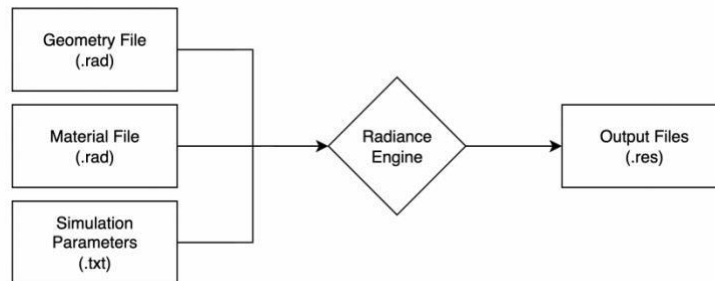 Geometry File
(.rad)
Material File
(.rad)
Simulation
Parameters
(.txt)
Radiance
Engine
Output Files
(.res)